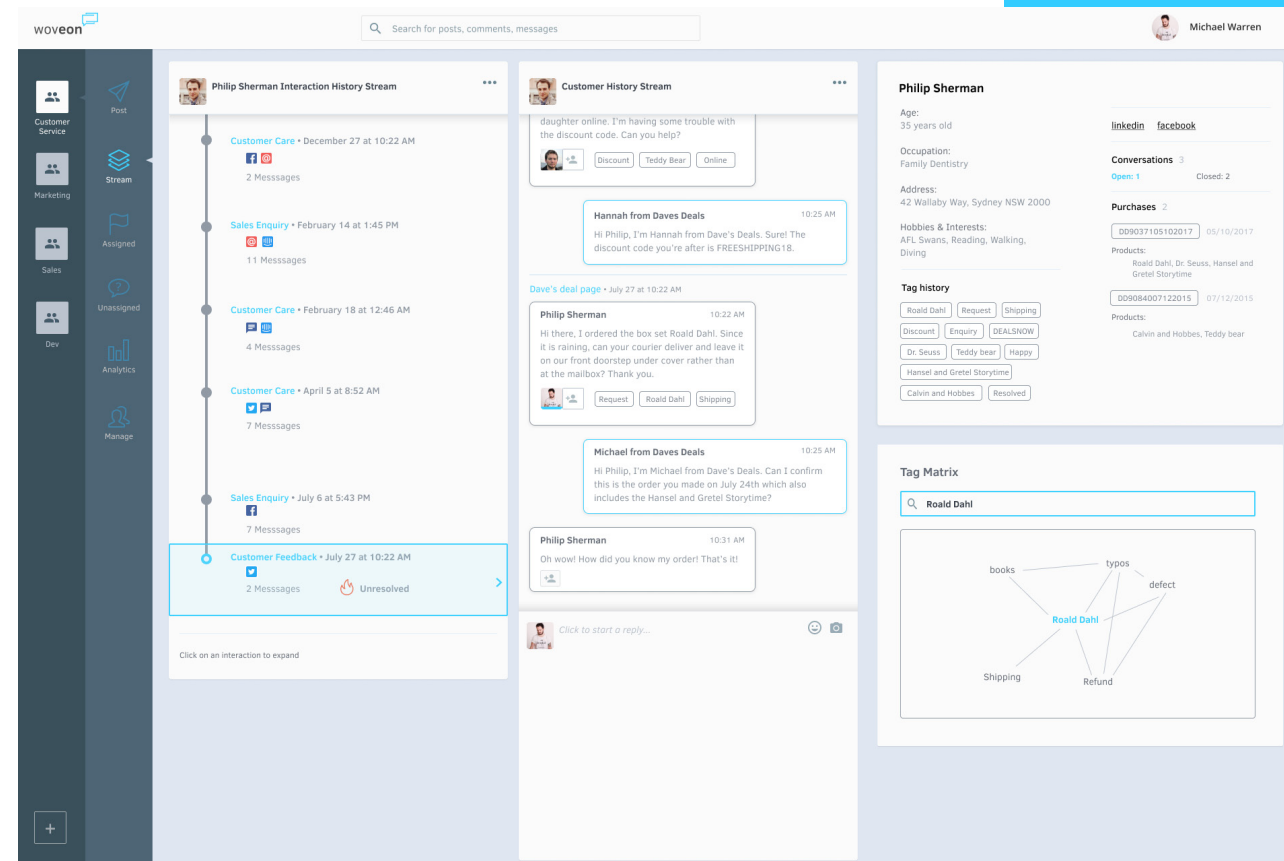 woveon
Search for posts, comments, messages
Michael Warren
Customer
Service
Marketing
Sales
Dev
+
Post
Stream
Assigned
Unassigned
Analytics
Manage
Philip Sherman Interaction History Stream
Customer Care • December 27 at 10:22 AM
2 Messsages
Sales Enquiry • February 14 at 1:45 PM
11 Messsages
Customer Care • February 18 at 12:46 AM
4 Messsages
Customer Care • April 5 at 8:52 AM
7 Messsages
Sales Enquiry • July 6 at 5:43 PM
7 Messsages
Customer Feedback • July 27 at 10:22 AM
2 Messsages Unresolved
Click on an interaction to expand
Customer History Stream
daughter online. I'm having some trouble with
the discount code. Can you help?
Discount Teddy Bear Online
Hannah from Daves Deals 10:25 AM
Hi Philip, I'm Hannah from Dave's Deals. Sure! The
discount code you're after is FREESHIPPING18.
Dave's deal page • July 27 at 10:22 AM
Philip Sherman 10:22 AM
Hi there, I ordered the box set Roald Dahl. Since
it is raining, can your courier deliver and leave it
on our front doorstep under cover rather than
at the mailbox? Thank you.
Request Roald Dahl Shipping
Michael from Daves Deals 10:25 AM
Hi Philip, I'm Michael from Dave's Deals. Can I confirm
this is the order you made on July 24th which also
includes the Hansel and Gretel Storytime?
Philip Sherman 10:31 AM
Oh wow! How did you know my order! That's it!
Click to start a reply...
Philip Sherman
Age:
35 years old
Occupation:
Family Dentistry
Address:
42 Wallaby Way, Sydney NSW 2000
Hobbies & Interests:
AFL Swans, Reading, Walking,
Diving
Tag history
Roald Dahl Request Shipping
Discount Enquiry DEALSNOW
Dr. Seuss Teddy bear Happy
Hansel and Gretel Storytime
Calvin and Hobbes Resolved
linkedin facebook
Conversations 3
Open: 1 Closed: 2
Purchases 2
DD9037105102017 05/10/2017
Products:
Roald Dahl, Dr. Seuss, Hansel and
Gretel Storytime
DD9084007122015 07/12/2015
Products:
Calvin and Hobbes, Teddy bear
Tag Matrix
Roald Dahl
books typos
defect
Roald Dahl
Shipping Refund